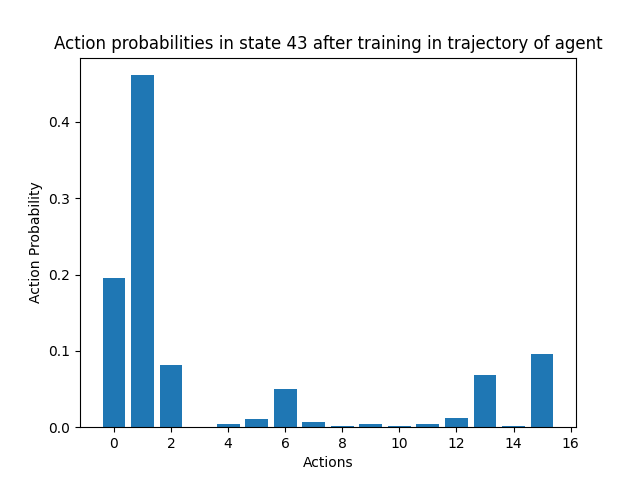 Action probabilities in state 43 after training in trajectory of agent
Action Probability
0.4
0.3
0.2
0.1
0.0
0 2 4 6 8 10 12 14 16
Actions